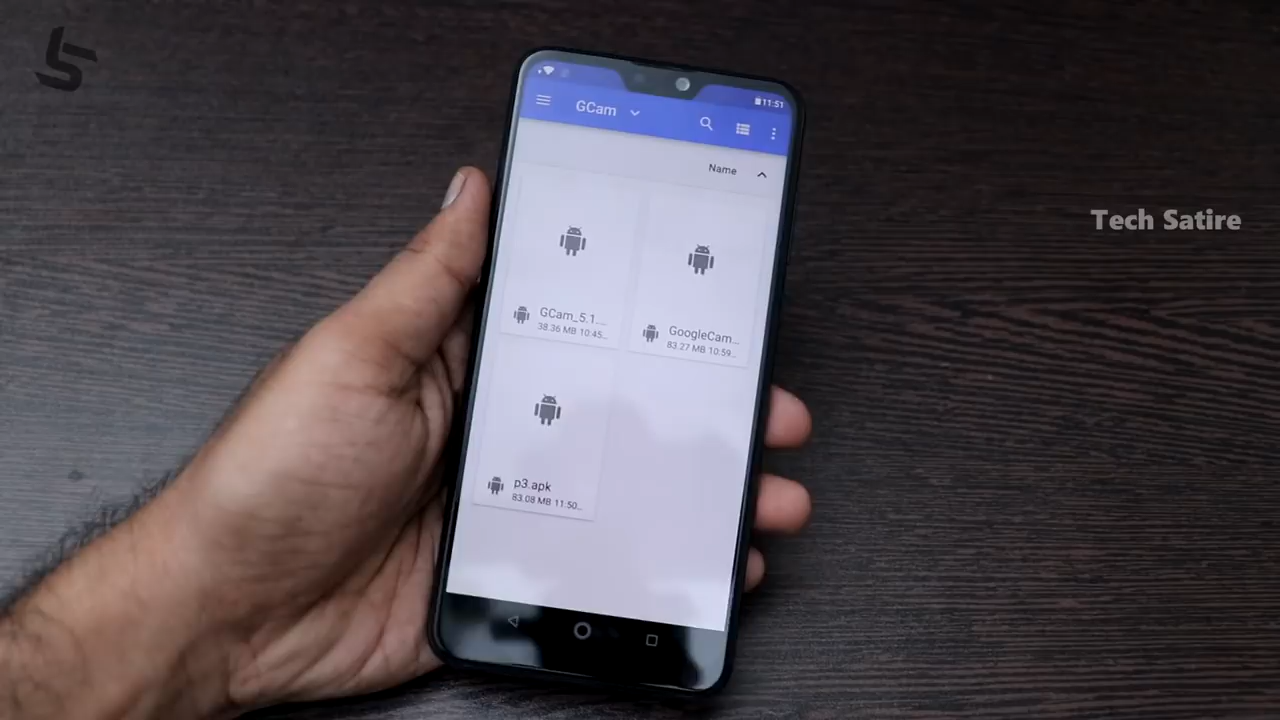 11:51
GCam
Name
GCam_5.1....
38.36 MB 10:45...
GoogleCam...
83.27 MB 10:59...
p3.apk
83.08 MB 11:50...
Tech Satire